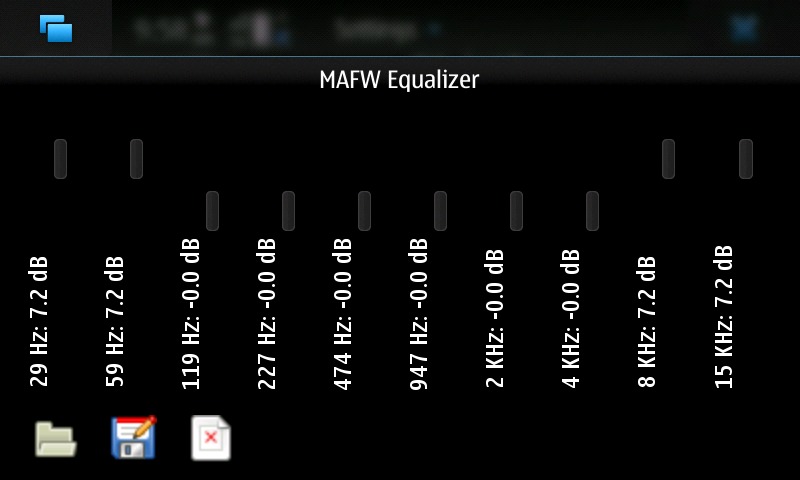 Settings
MAFW Equalizer
29 Hz: 7.2 dB
59 Hz: 7.2 dB
119 Hz: -0.0 dB
227 Hz: -0.0 dB
474 Hz: -0.0 dB
947 Hz: -0.0 dB
2 KHz: -0.0 dB
4 KHz: -0.0 dB
8 KHz: 7.2 dB
15 KHz: 7.2 dB